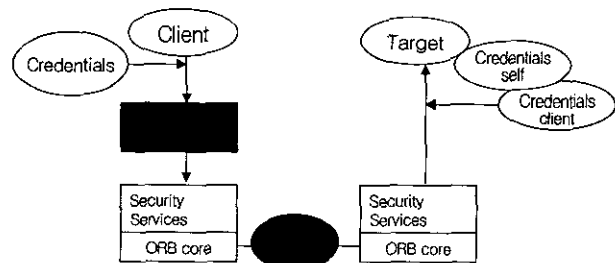 Client
Credentials
Target
Credentials
self
Credentials
client
Security
Services
ORB core
Security
Services
ORB core